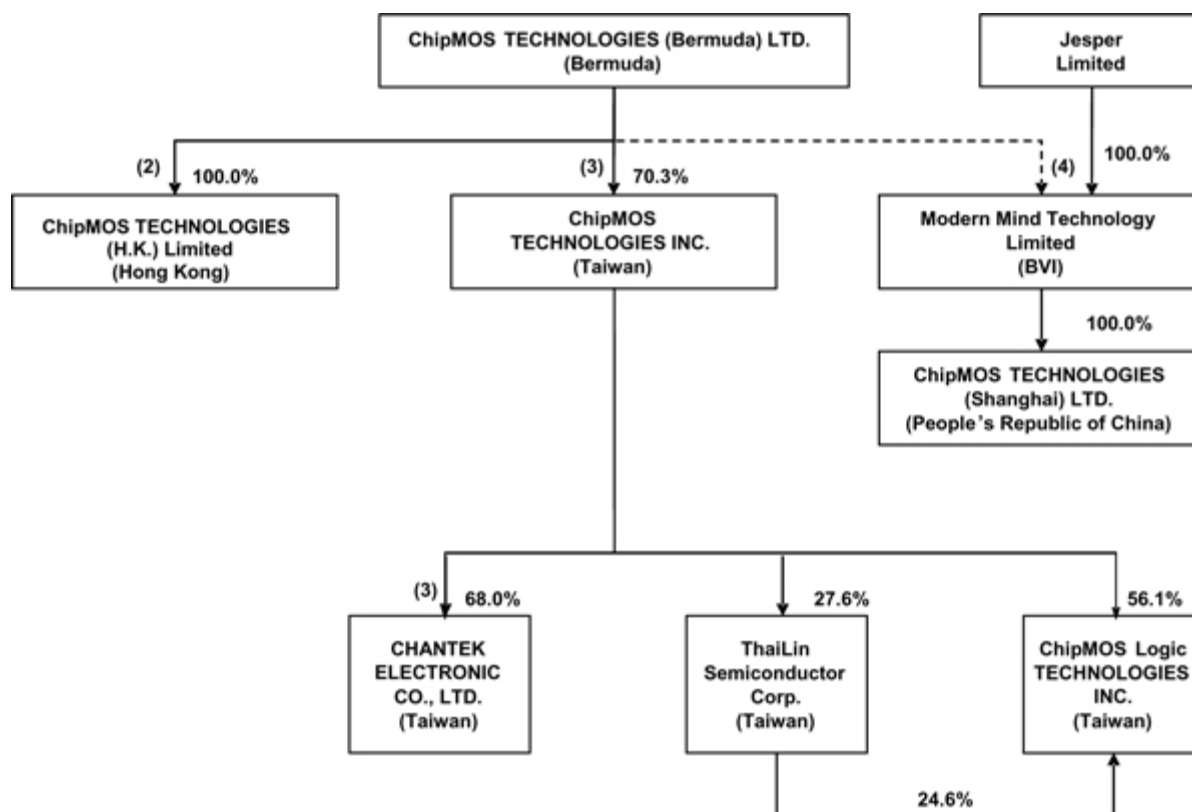 ChipMOS TECHNOLOGIES (Bermuda) LTD.
(Bermuda)
Jesper
Limited
(2)
100.0%
(3)
70.3%
(4)
100.0%
ChipMOS TECHNOLOGIES
(H.K.) Limited
(Hong Kong)
ChipMOS
TECHNOLOGIES INC.
(Taiwan)
Modern Mind Technology
Limited
(BVI)
100.0%
ChipMOS TECHNOLOGIES
(Shanghai) LTD.
(People's Republic of China)
(3)
68.0%
27.6%
56.1%
CHANTEK
ELECTRONIC
CO., LTD.
(Taiwan)
ThaiLin
Semiconductor
Corp.
(Taiwan)
ChipMOS Logic
TECHNOLOGIES
INC.
(Taiwan)
24.6%